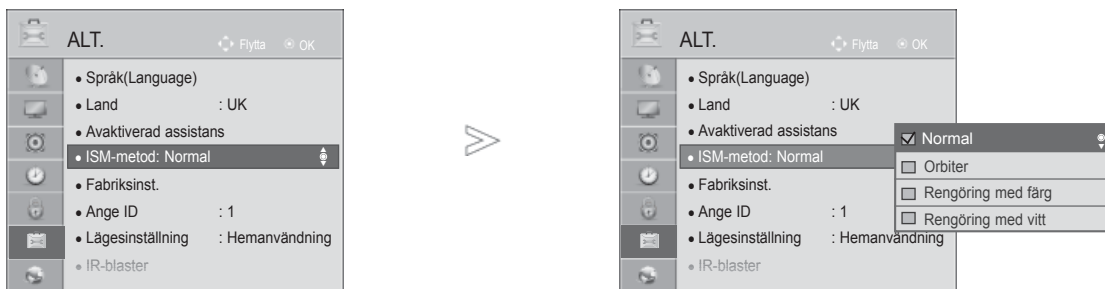 ALT.
Flytta
OK
• Språk(Language)
• Land : UK
• Avaktiverad assistans
• ISM-metod: Normal
• Fabriksinst.
• Ange ID : 1
• Lägesinställning : Hemanvändning
• IR-blaster
ALT.
Flytta
OK
• Språk(Language)
• Land : UK
• Avaktiverad assistans
• ISM-metod: Normal
• Fabriksinst.
• Ange ID : 1
• Lägesinställning : Hemanvändning
• IR-blaster
Normal
Orbiter
Rengöring med färg
Rengöring med vitt